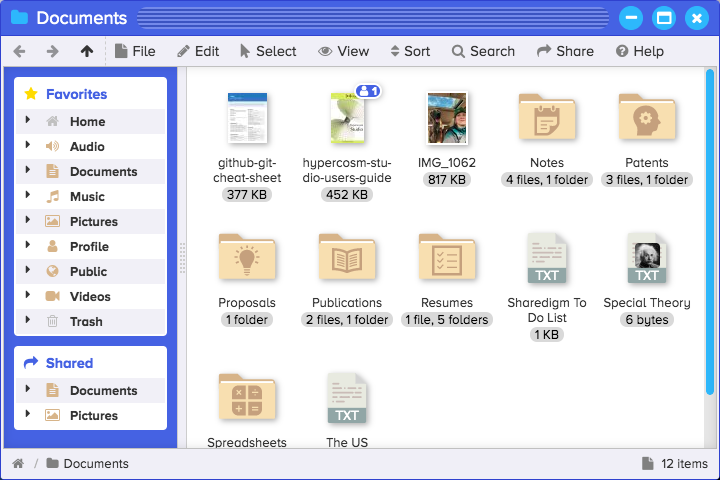 Documents
File Edit Select View Sort Search Share Help
Favorites
Home
Audio
Documents
Music
Pictures
Profile
Public
Videos
Trash
Shared
Documents
Pictures
1
github-git-
cheat-sheet
377 KB
hypercosm-stu-
dio-users-guide
452 KB
IMG_1062
817 KB
Notes
4 files, 1 folder
Patents
3 files, 1 folder
Proposals
1 folder
Publications
2 files, 1 folder
Resumes
1 file, 5 folders
TXT
Sharedigm To
Do List
1 KB
TXT
Special Theory
6 bytes
Spreadsheets
TXT
The US
/ Documents
12 items